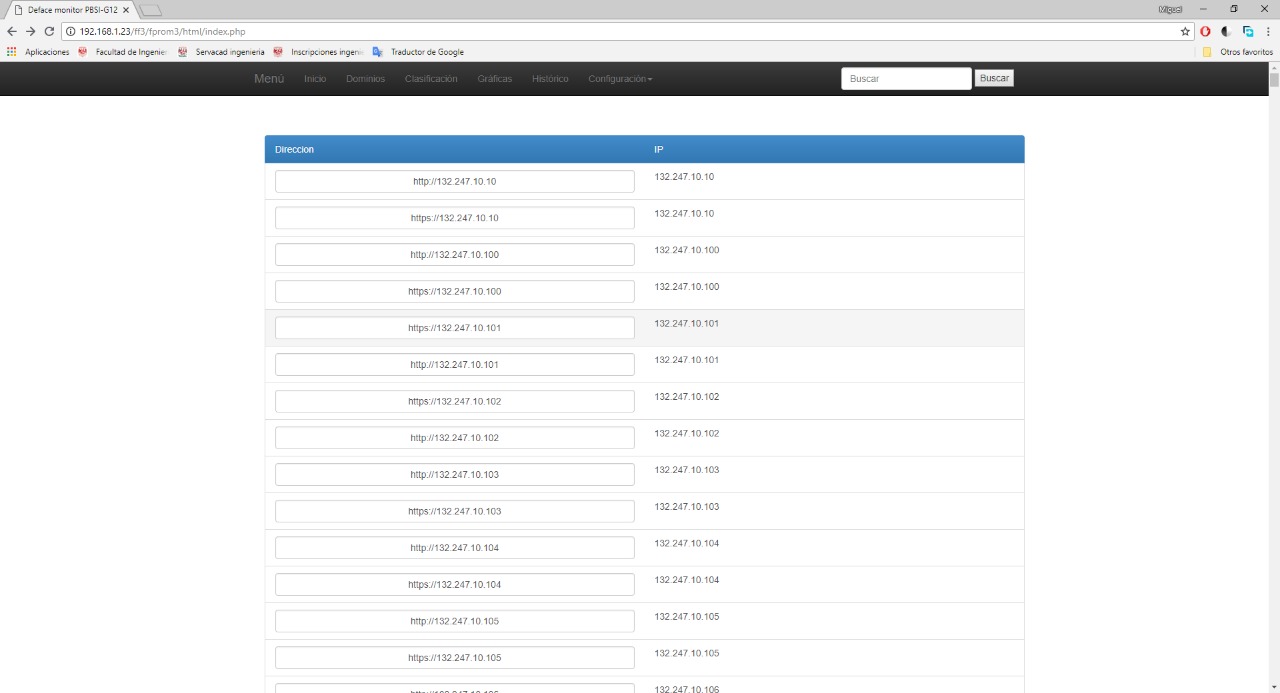 Deface monitor PBSI-G12
Miguel
192.168.1.23/ff3/fprom3/html/index.php
Aplicaciones Facultad de Ingenier Servacad ingenieria Inscripciones ingenie Traductor de Google Otros favoritos
Menú Inicio Dominios Clasificación Gráficas Histórico Configuración Buscar Buscar
Direccion IP
http://132.247.10.10 132.247.10.10
https://132.247.10.10 132.247.10.10
http://132.247.10.100 132.247.10.100
https://132.247.10.100 132.247.10.100
https://132.247.10.101 132.247.10.101
http://132.247.10.101 132.247.10.101
https://132.247.10.102 132.247.10.102
http://132.247.10.102 132.247.10.102
http://132.247.10.103 132.247.10.103
https://132.247.10.103 132.247.10.103
http://132.247.10.104 132.247.10.104
https://132.247.10.104 132.247.10.104
http://132.247.10.105 132.247.10.105
https://132.247.10.105 132.247.10.105
http://132.247.10.106 132.247.10.106